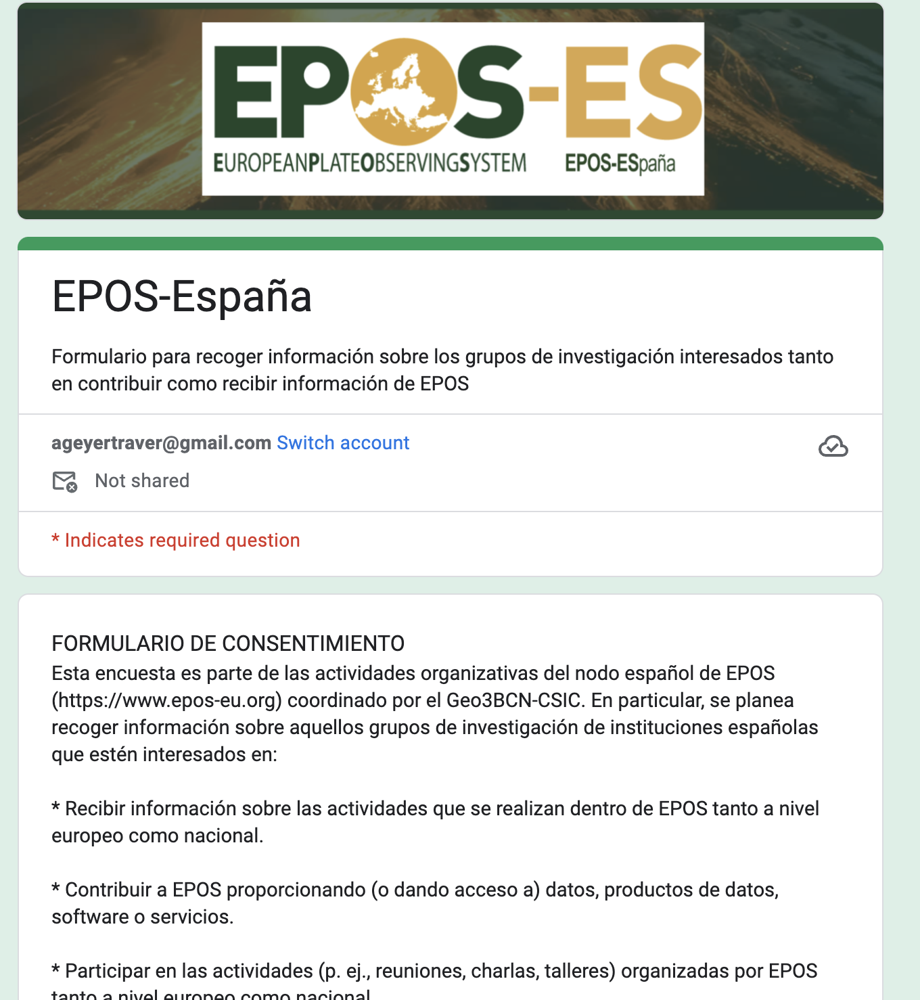 EPOS-ES
EUROPEANPLATEOBSERVINGSYSTEM EPOS-ESpaña
EPOS-España
Formulario para recoger información sobre los grupos de investigación interesados tanto
en contribuir como recibir información de EPOS
ageyertraver@gmail.com Switch account
Not shared
* Indicates required question
FORMULARIO DE CONSENTIMIENTO
Esta encuesta es parte de las actividades organizativas del nodo español de EPOS
(https://www.epos-eu.org) coordinado por el Geo3BCN-CSIC. En particular, se planea
recoger información sobre aquellos grupos de investigación de instituciones españolas
que estén interesados en:
* Recibir información sobre las actividades que se realizan dentro de EPOS tanto a nivel
europeo como nacional.
* Contribuir a EPOS proporcionando (o dando acceso a) datos, productos de datos,
software o servicios.
* Participar en las actividades (p. ej., reuniones, charlas, talleres) organizadas por EPOS
tanto a nivel europeo como nacional